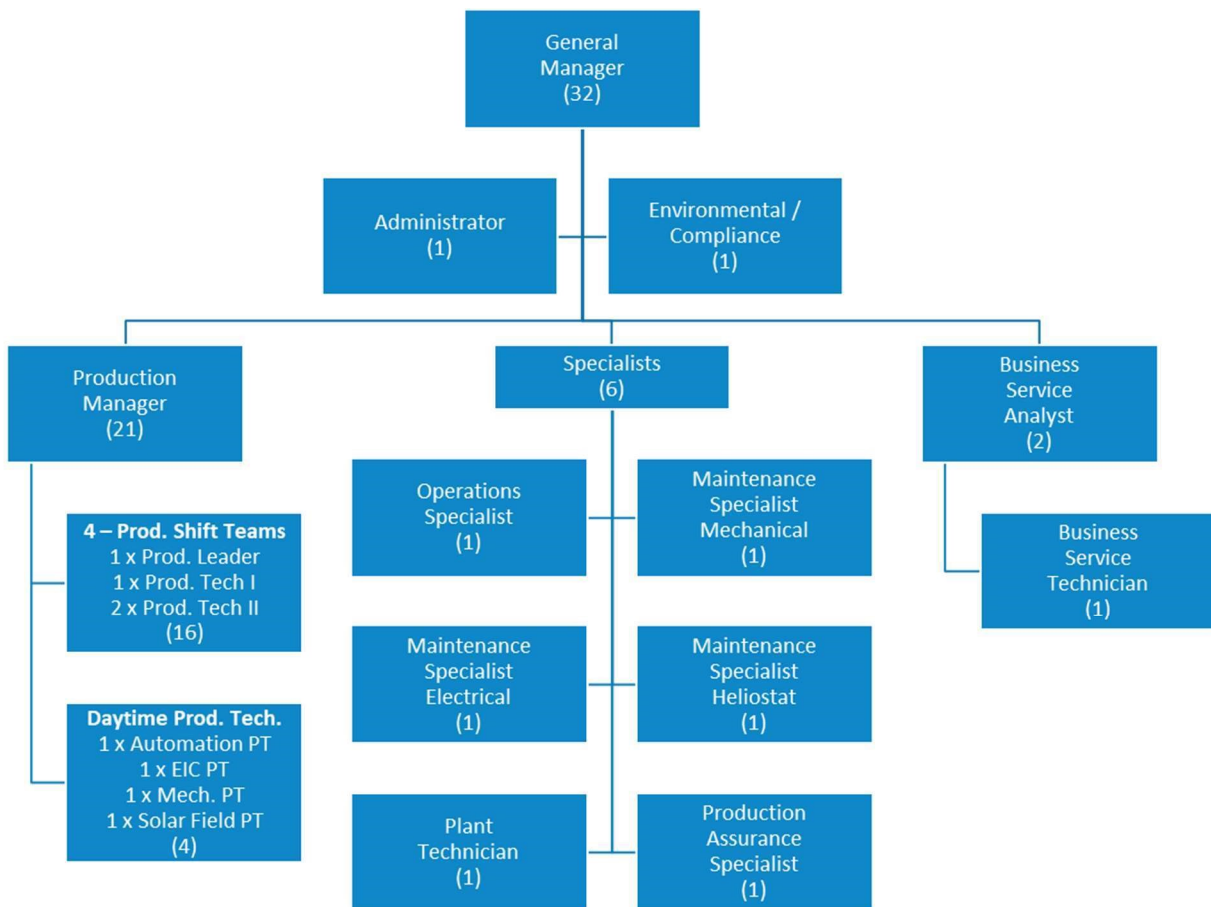 General
Manager
(32)
Administrator
(1)
Environmental /
Compliance
(1)
Production
Manager
(21)
4 – Prod. Shift Teams
1 x Prod. Leader
1 x Prod. Tech I
2 x Prod. Tech II
(16)
Daytime Prod. Tech.
1 x Automation PT
1 x EIC PT
1 x Mech. PT
1 x Solar Field PT
(4)
Specialists
(6)
Operations
Specialist
(1)
Maintenance
Specialist
Mechanical
(1)
Maintenance
Specialist
Electrical
(1)
Maintenance
Specialist
Heliostat
(1)
Plant
Technician
(1)
Production
Assurance
Specialist
(1)
Business
Service
Analyst
(2)
Business
Service
Technician
(1)